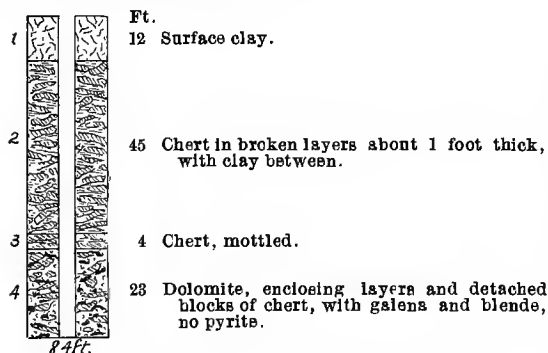 Ft.
1 12 Surface clay.
2 45 Chert in broken layers about 1 foot thick,
with clay between.
3 4 Chert, mottled.
4 23 Dolomite, enclosing layers and detached
blocks of chert, with galena and blende,
no pyrite.
84ft.